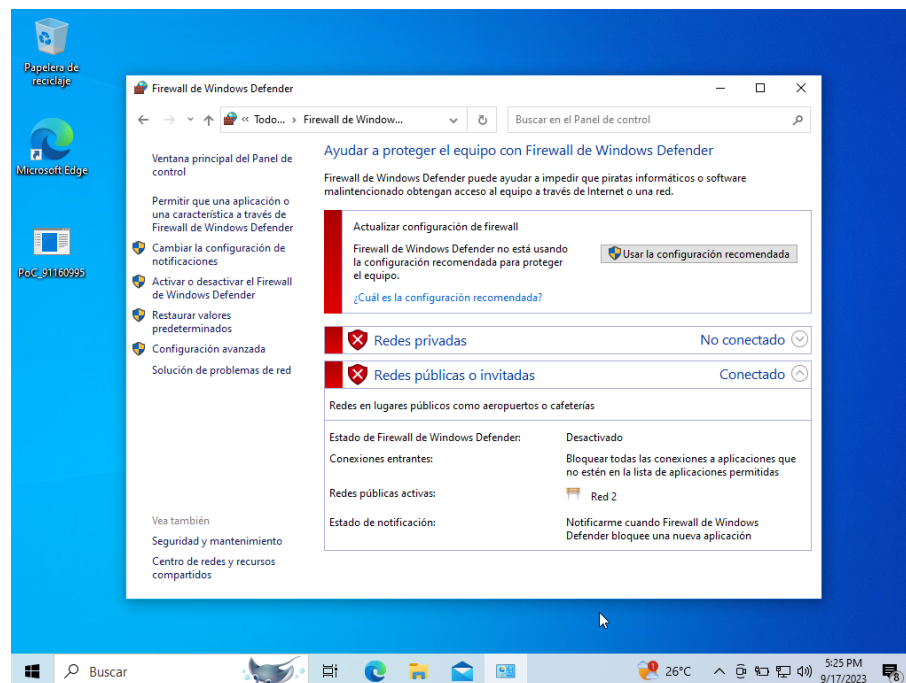 Papelera de
reciclaje
Microsoft Edge
PoC_91160995
Firewall de Windows Defender
« Todo... › Firewall de Window...
Buscar en el Panel de control
Ventana principal del Panel de
control
Permitir que una aplicación o
una característica a través de
Firewall de Windows Defender
Cambiar la configuración de
notificaciones
Activar o desactivar el Firewall
de Windows Defender
Restaurar valores
predeterminados
Configuración avanzada
Solución de problemas de red
Vea también
Seguridad y mantenimiento
Centro de redes y recursos
compartidos
Ayudar a proteger el equipo con Firewall de Windows Defender
Firewall de Windows Defender puede ayudar a impedir que piratas informáticos o software
malintencionado obtengan acceso al equipo a través de Internet o una red.
Actualizar configuración de firewall
Firewall de Windows Defender no está usando
la configuración recomendada para proteger
el equipo.
Usar la configuración recomendada
¿Cuál es la configuración recomendada?
Redes privadas No conectado
Redes públicas o invitadas Conectado
Redes en lugares públicos como aeropuertos o cafeterías
Estado de Firewall de Windows Defender: Desactivado
Conexiones entrantes: Bloquear todas las conexiones a aplicaciones que
no estén en la lista de aplicaciones permitidas
Redes públicas activas: Red 2
Estado de notificación: Notificarme cuando Firewall de Windows
Defender bloquee una nueva aplicación
Buscar
26°C
5:25 PM
9/17/2023
8